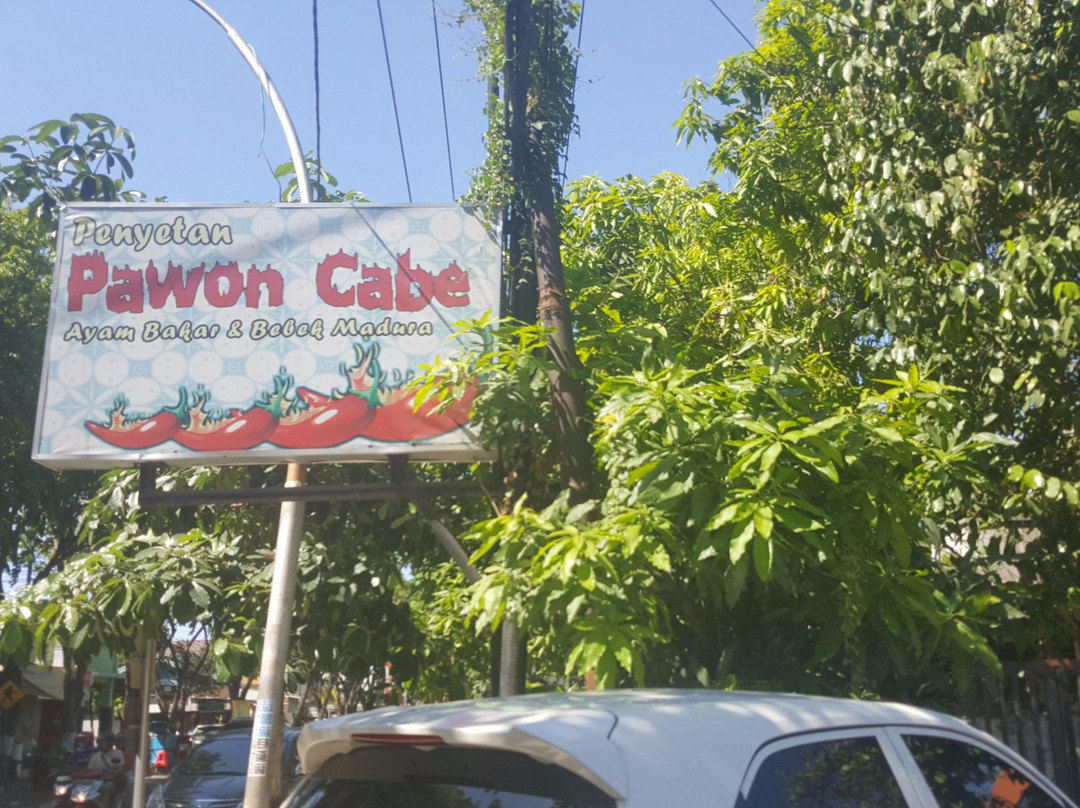 Penyetan
Pawon Cabe
Ayam Bakar & Bebek Madura